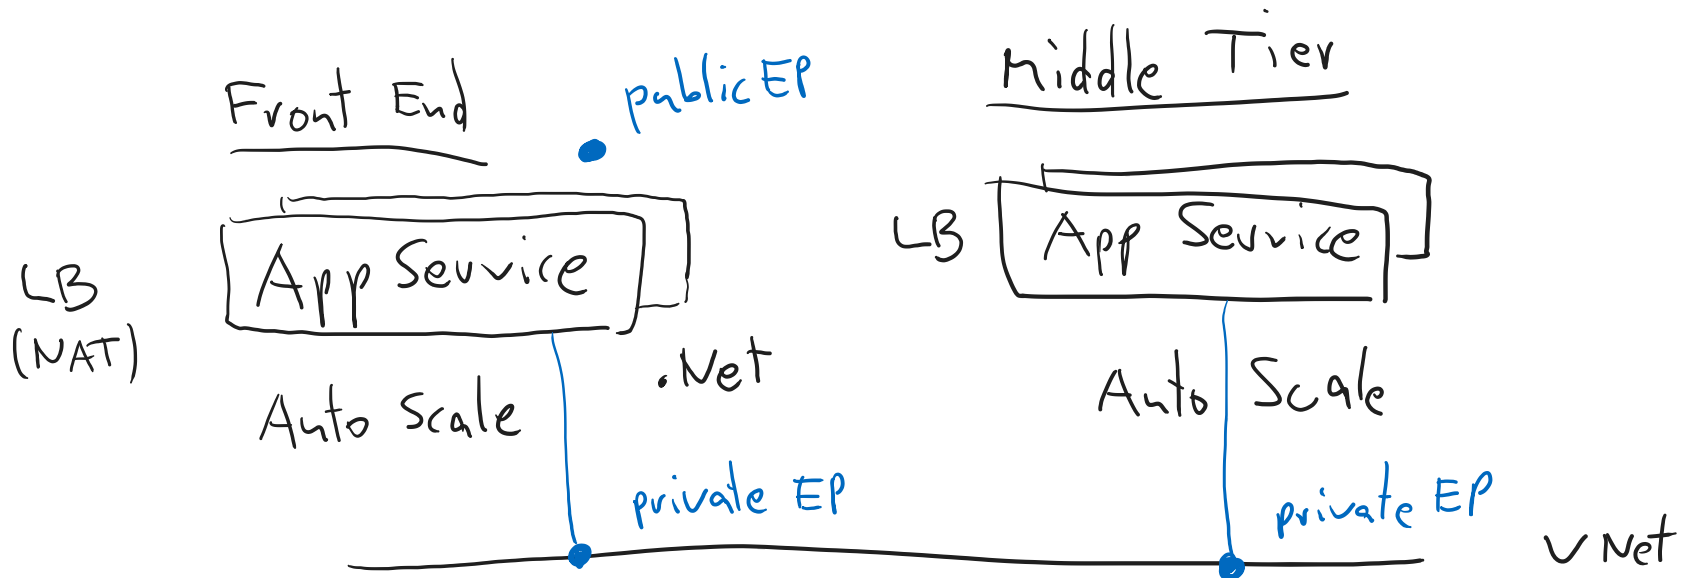 Front End
public EP
Middle Tier
LB
(NAT)
App Service
.Net
Auto Scale
private EP
LB
App Service
Auto Scale
private EP
VNet